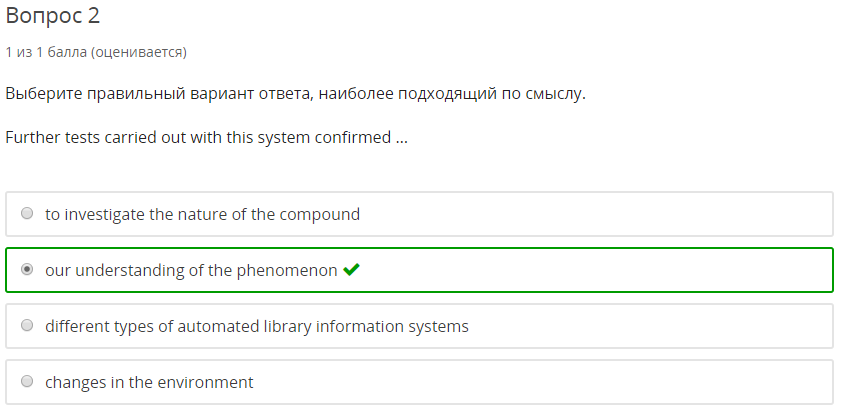 Вопрос 2
1 из 1 балла (оценивается)
Выберите правильный вариант ответа, наиболее подходящий по смыслу.
Further tests carried out with this system confirmed ...
to investigate the nature of the compound
our understanding of the phenomenon
different types of automated library information systems
changes in the environment